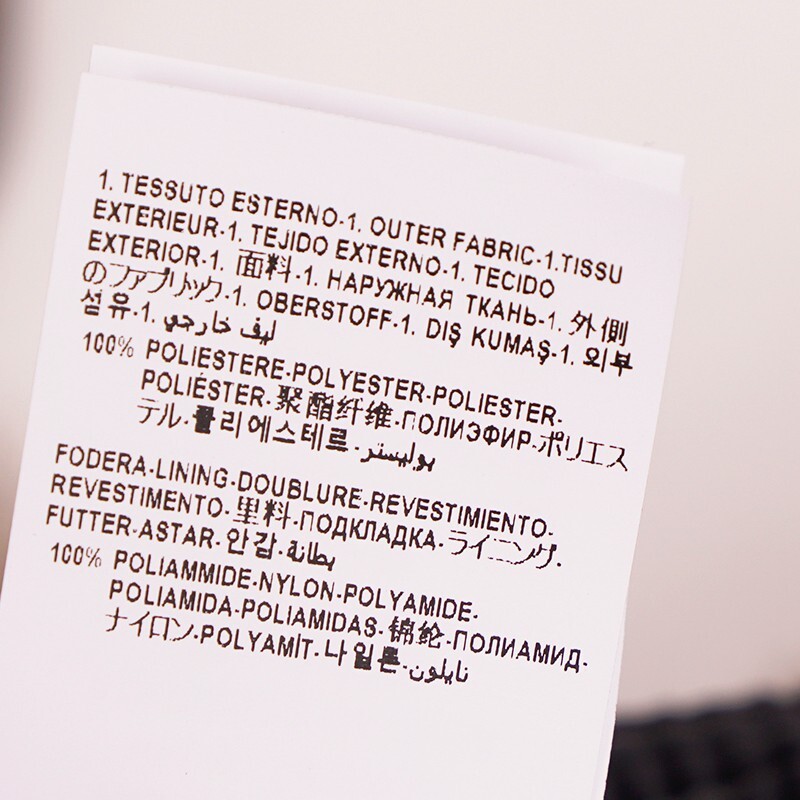 1. TESSUTO ESTERNO-1. OUTER FABRIC-1.TISSU
EXTERIEUR-1. TEJIDO EXTERNO-1. TECIDO
EXTERIOR-1. 面料-1. НАРУЖНАЯ ТКАНЬ-1. 外側
のファブリック-1. OBERSTOFF-1. DIŞ KUMAŞ-1. 외부
섬유-1. ليف خارجي
100% POLIESTERE-POLYESTER-POLIESTER-
POLIÉSTER-聚酯纤维-ПОЛИЭФИР-ポリエス
テル-폴리에스테르-بوليستر
FODERA-LINING-DOUBLURE-REVESTIMIENTO-
REVESTIMENTO-里料-ПОДКЛАДКА-ライニング-
FUTTER-ASTAR-안감-بطانة
100% POLIAMMIDE-NYLON-POLYAMIDE-
POLIAMIDA-POLIAMIDAS-锦纶-ПОЛИАМИД-
ナイロン-POLYAMİT-나일론-نايلون